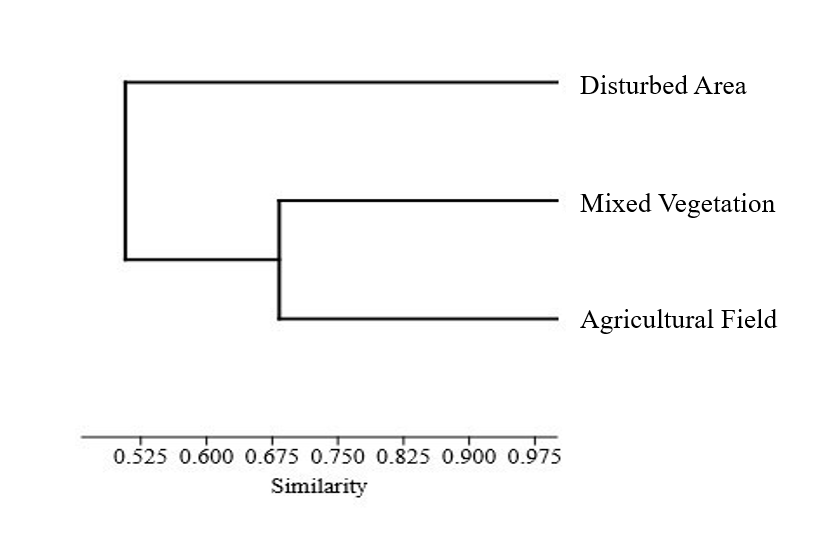 Disturbed Area
Mixed Vegetation
Agricultural Field
0.525 0.600 0.675 0.750 0.825 0.900 0.975
Similarity